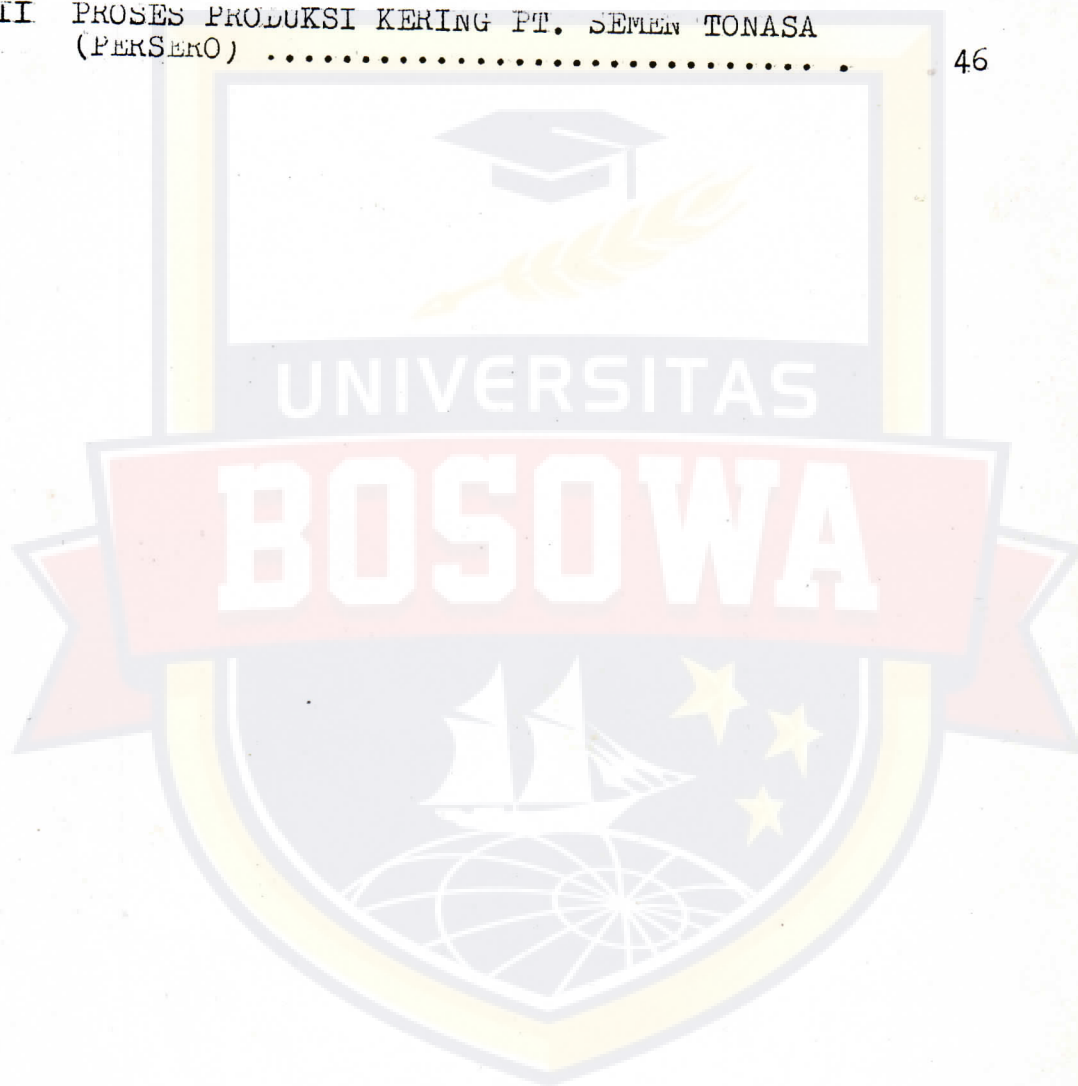 II PROSES PRODUKSI KERING PT. SEMEN TONASA
(PERSERO) .............................. 46
UNIVERSITAS
BOSOWA